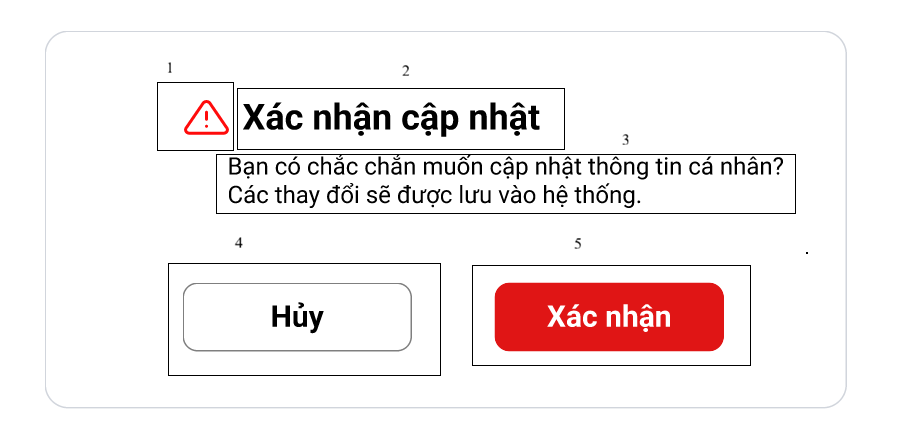 1
2
Xác nhận cập nhật
3
Bạn có chắc chắn muốn cập nhật thông tin cá nhân?
Các thay đổi sẽ được lưu vào hệ thống.
4
5
Hủy
Xác nhận